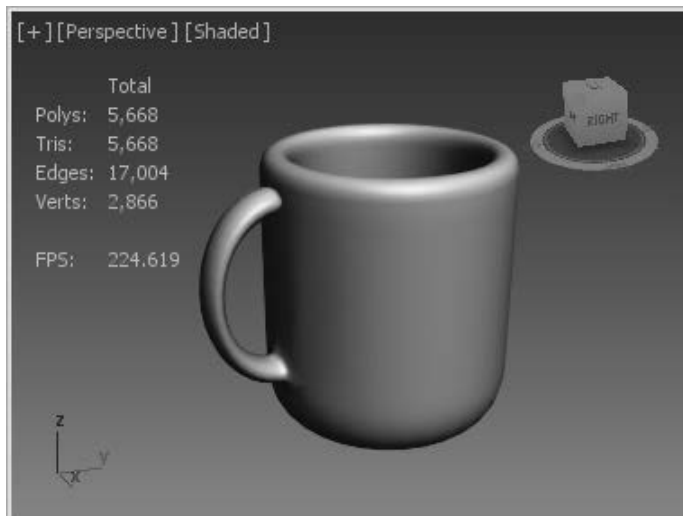 [+][Perspective][Shaded]
Total
Polys: 5,668
Tris: 5,668
Edges: 17,004
Verts: 2,866
FPS: 224.619
RIGHT
z
y
x